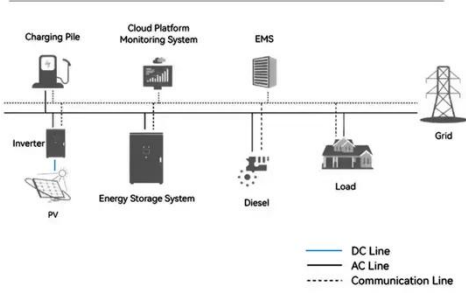 Cloud Platform
Monitoring System
Charging Pile
EMS
Inverter
Grid
PV
Energy Storage System
Diesel
Load
DC Line
AC Line
Communication Line